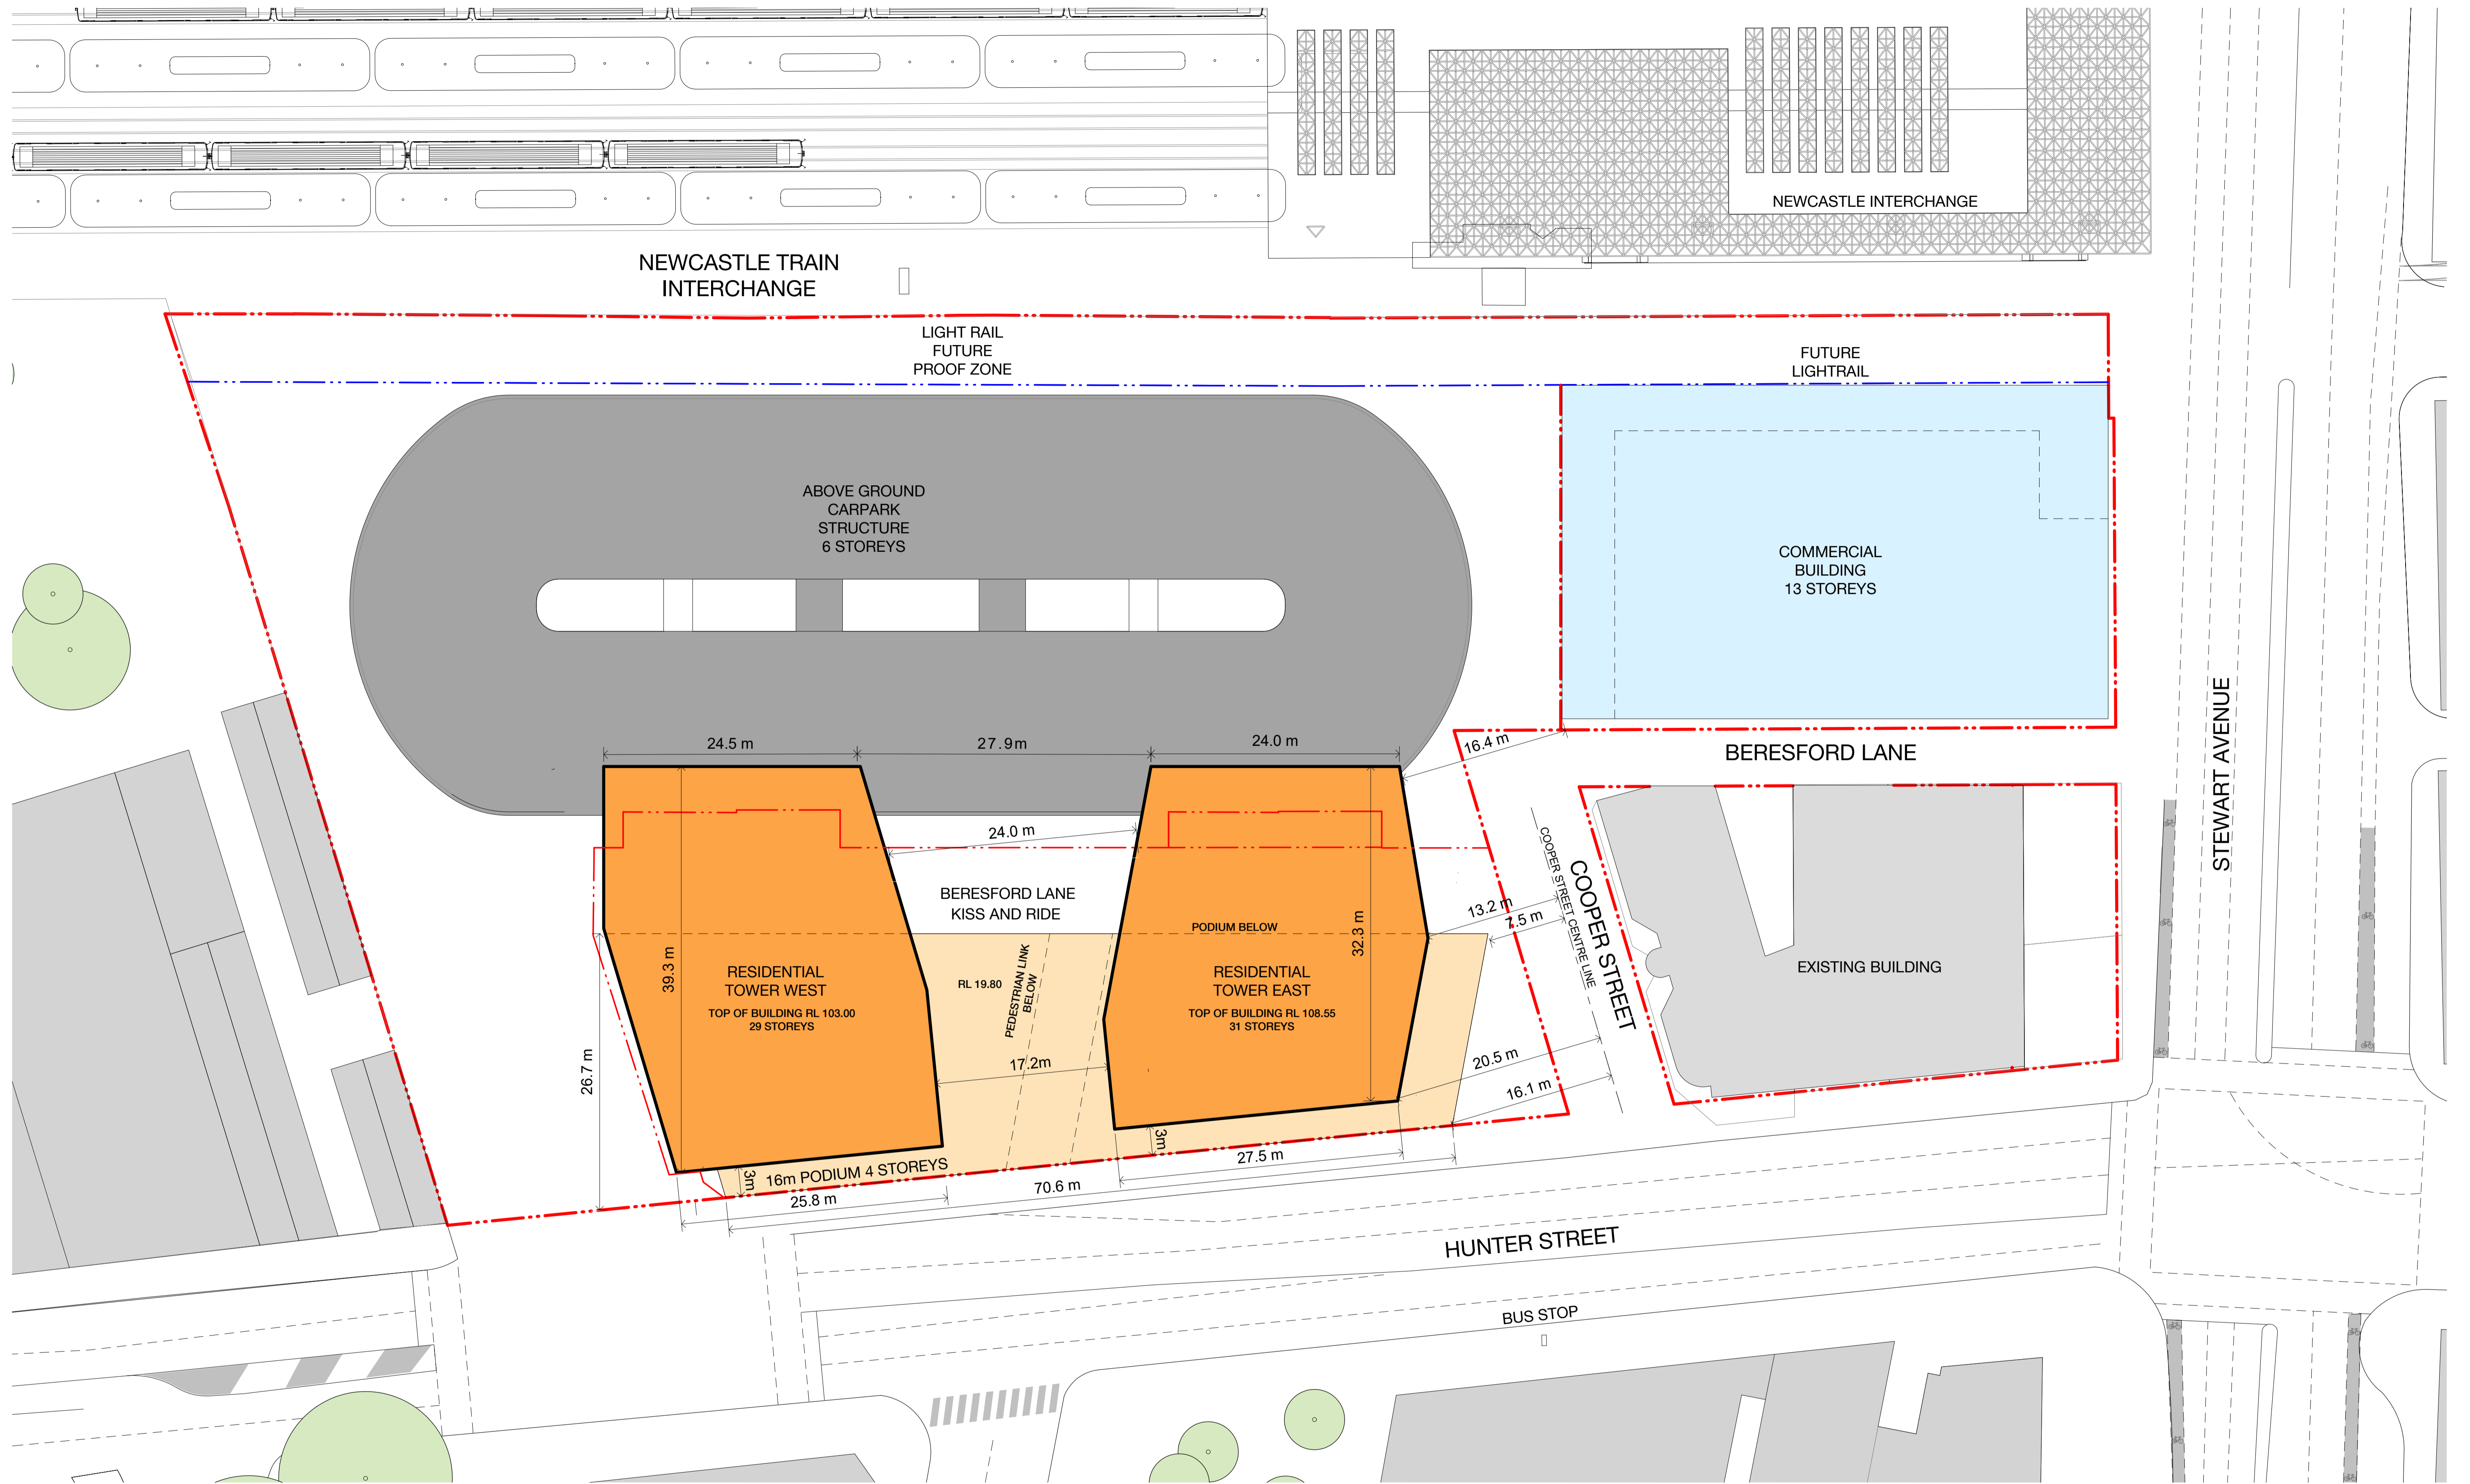 NEWCASTLE INTERCHANGE
NEWCASTLE TRAIN
INTERCHANGE
LIGHT RAIL
FUTURE
PROOF ZONE
FUTURE
LIGHTRAIL
ABOVE GROUND
CARPARK
STRUCTURE
6 STOREYS
COMMERCIAL
BUILDING
13 STOREYS
24.5 m
27.9m
24.0 m
16.4 m
BERESFORD LANE
STEWART AVENUE
24.0 m
BERESFORD LANE
KISS AND RIDE
COOPER STREET CENTRE LINE
COOPER STREET
13.2 m
7.5 m
PODIUM BELOW
32.3 m
39.3 m
RESIDENTIAL
TOWER WEST
TOP OF BUILDING RL 103.00
29 STOREYS
RL 19.80
PEDESTRIAN LINK
BELOW
RESIDENTIAL
TOWER EAST
TOP OF BUILDING RL 108.55
31 STOREYS
EXISTING BUILDING
26.7 m
17.2m
20.5 m
16.1 m
3m
3m
16m PODIUM 4 STOREYS
27.5 m
70.6 m
25.8 m
HUNTER STREET
BUS STOP